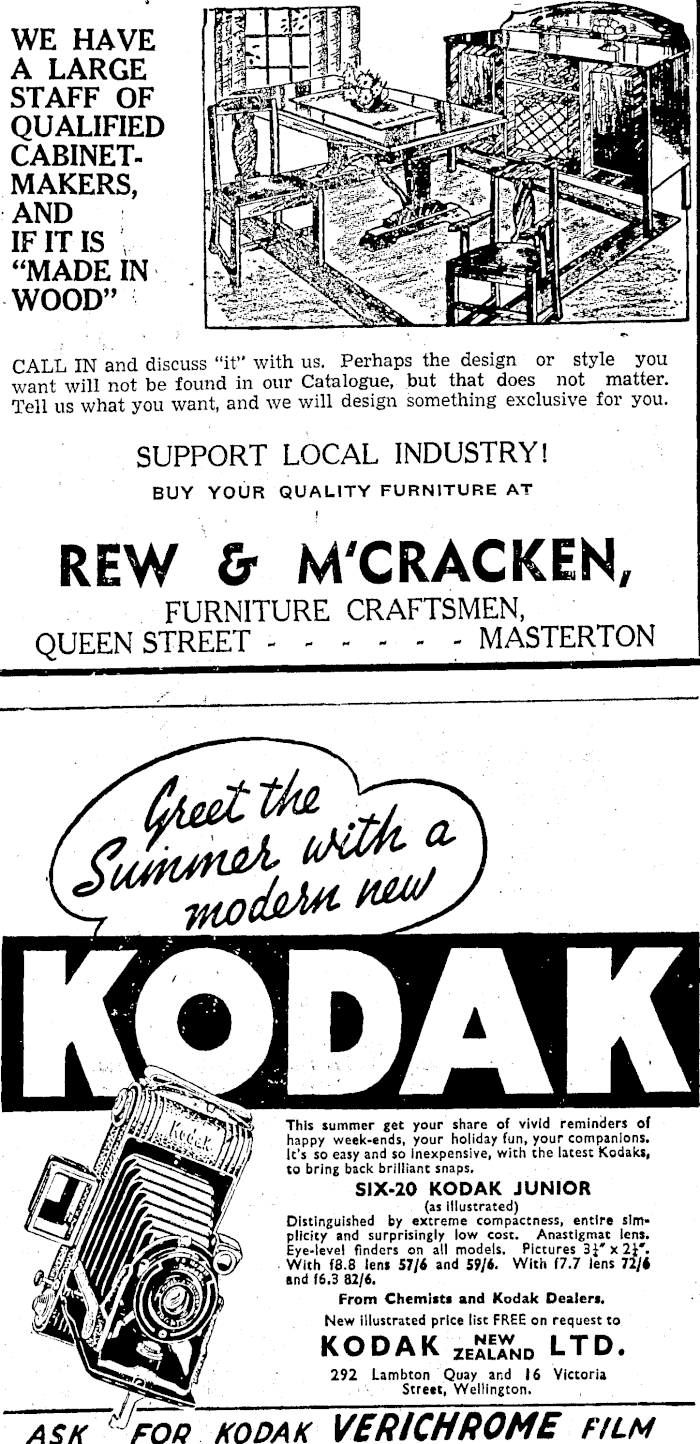 WE HAVE
A LARGE
STAFF OF
QUALIFIED
CABINET-
MAKERS,
AND
IF IT IS
“MADE IN
WOOD”
CALL IN and discuss “it” with us. Perhaps the design or style you
want will not be found in our Catalogue, but that does not matter.
Tell us what you want, and we will design something exclusive for you.
SUPPORT LOCAL INDUSTRY!
BUY YOUR QUALITY FURNITURE AT
REW & M‘CRACKEN,
FURNITURE CRAFTSMEN,
QUEEN STREET - - - - - - MASTERTON
Greet the
Summer with a
modern new
KODAK
Kodak
This summer get your share of vivid reminders of
happy week-ends, your holiday fun, your companions.
It's so easy and so inexpensive, with the latest Kodaks,
to bring back brilliant snaps.
SIX-20 KODAK JUNIOR
(as illustrated)
Distinguished by extreme compactness, entire sim-
plicity and surprisingly low cost. Anastigmat lens.
Eye-level finders on all models. Pictures 3¼" x 2¼".
With f8.8 lens 57/6 and 59/6. With f7.7 lens 72/6
and f6.3 82/6.
From Chemists and Kodak Dealers.
New illustrated price list FREE on request to
KODAK NEW ZEALAND LTD.
292 Lambton Quay and 16 Victoria
Street, Wellington.
ASK FOR KODAK VERICHROME FILM